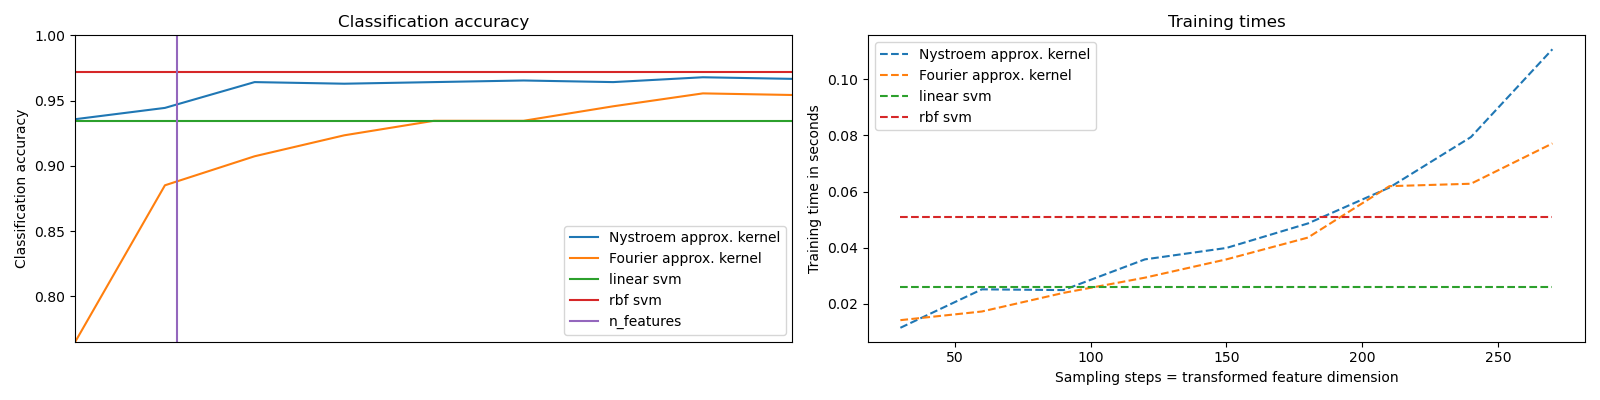 Classification accuracy
Classification accuracy
1.00
0.95
0.90
0.85
0.80
Nystroem approx. kernel
Fourier approx. kernel
linear svm
rbf svm
n_features
Training times
Training time in seconds
0.10
0.08
0.06
0.04
0.02
Nystroem approx. kernel
Fourier approx. kernel
linear svm
rbf svm
50
100
150
200
250
Sampling steps = transformed feature dimension